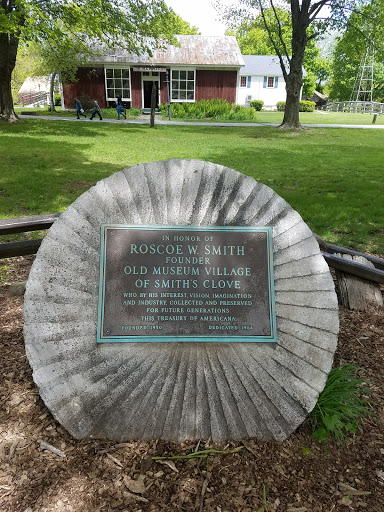 IN HONOR OF
ROSCOE W. SMITH
FOUNDER
OLD MUSEUM VILLAGE
OF SMITH'S CLOVE
WHO BY HIS INTEREST, VISION, IMAGINATION
AND INDUSTRY, COLLECTED AND PRESERVED
FOR FUTURE GENERATIONS
THIS TREASURY OF AMERICANA.
FOUNDED 1950 DEDICATED 1964